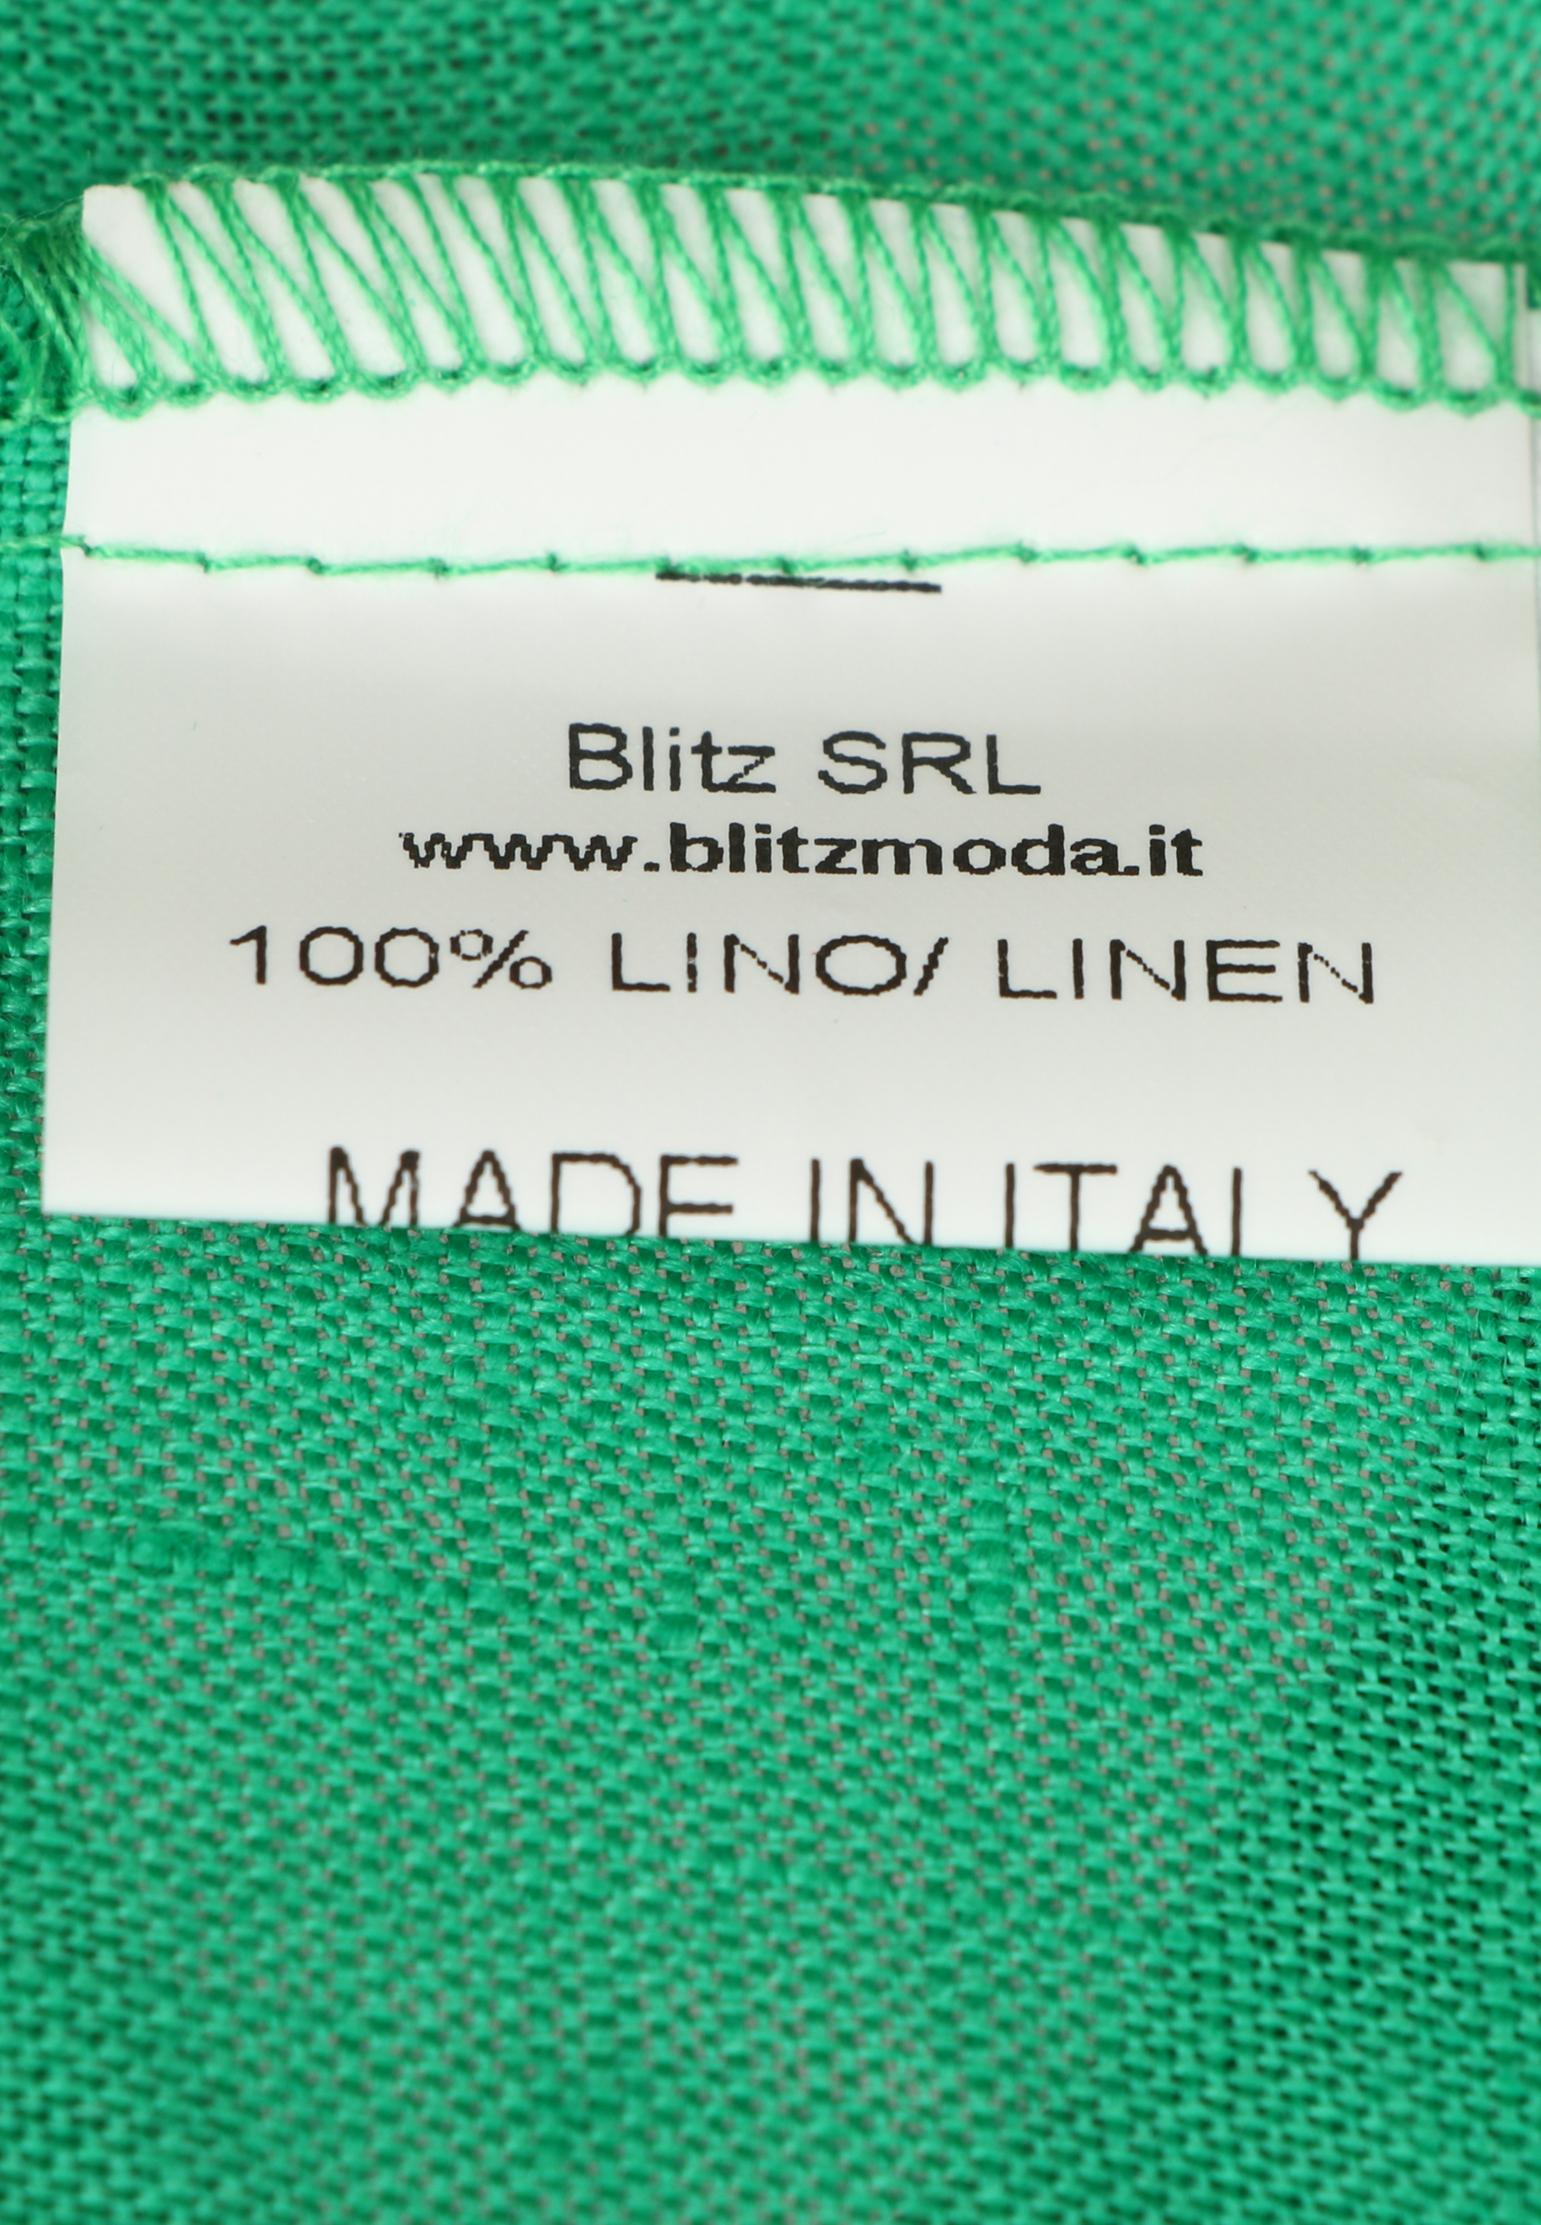 Blitz SRL
www.blitzmoda.it
100% LINO/ LINEN
MADE IN ITALY